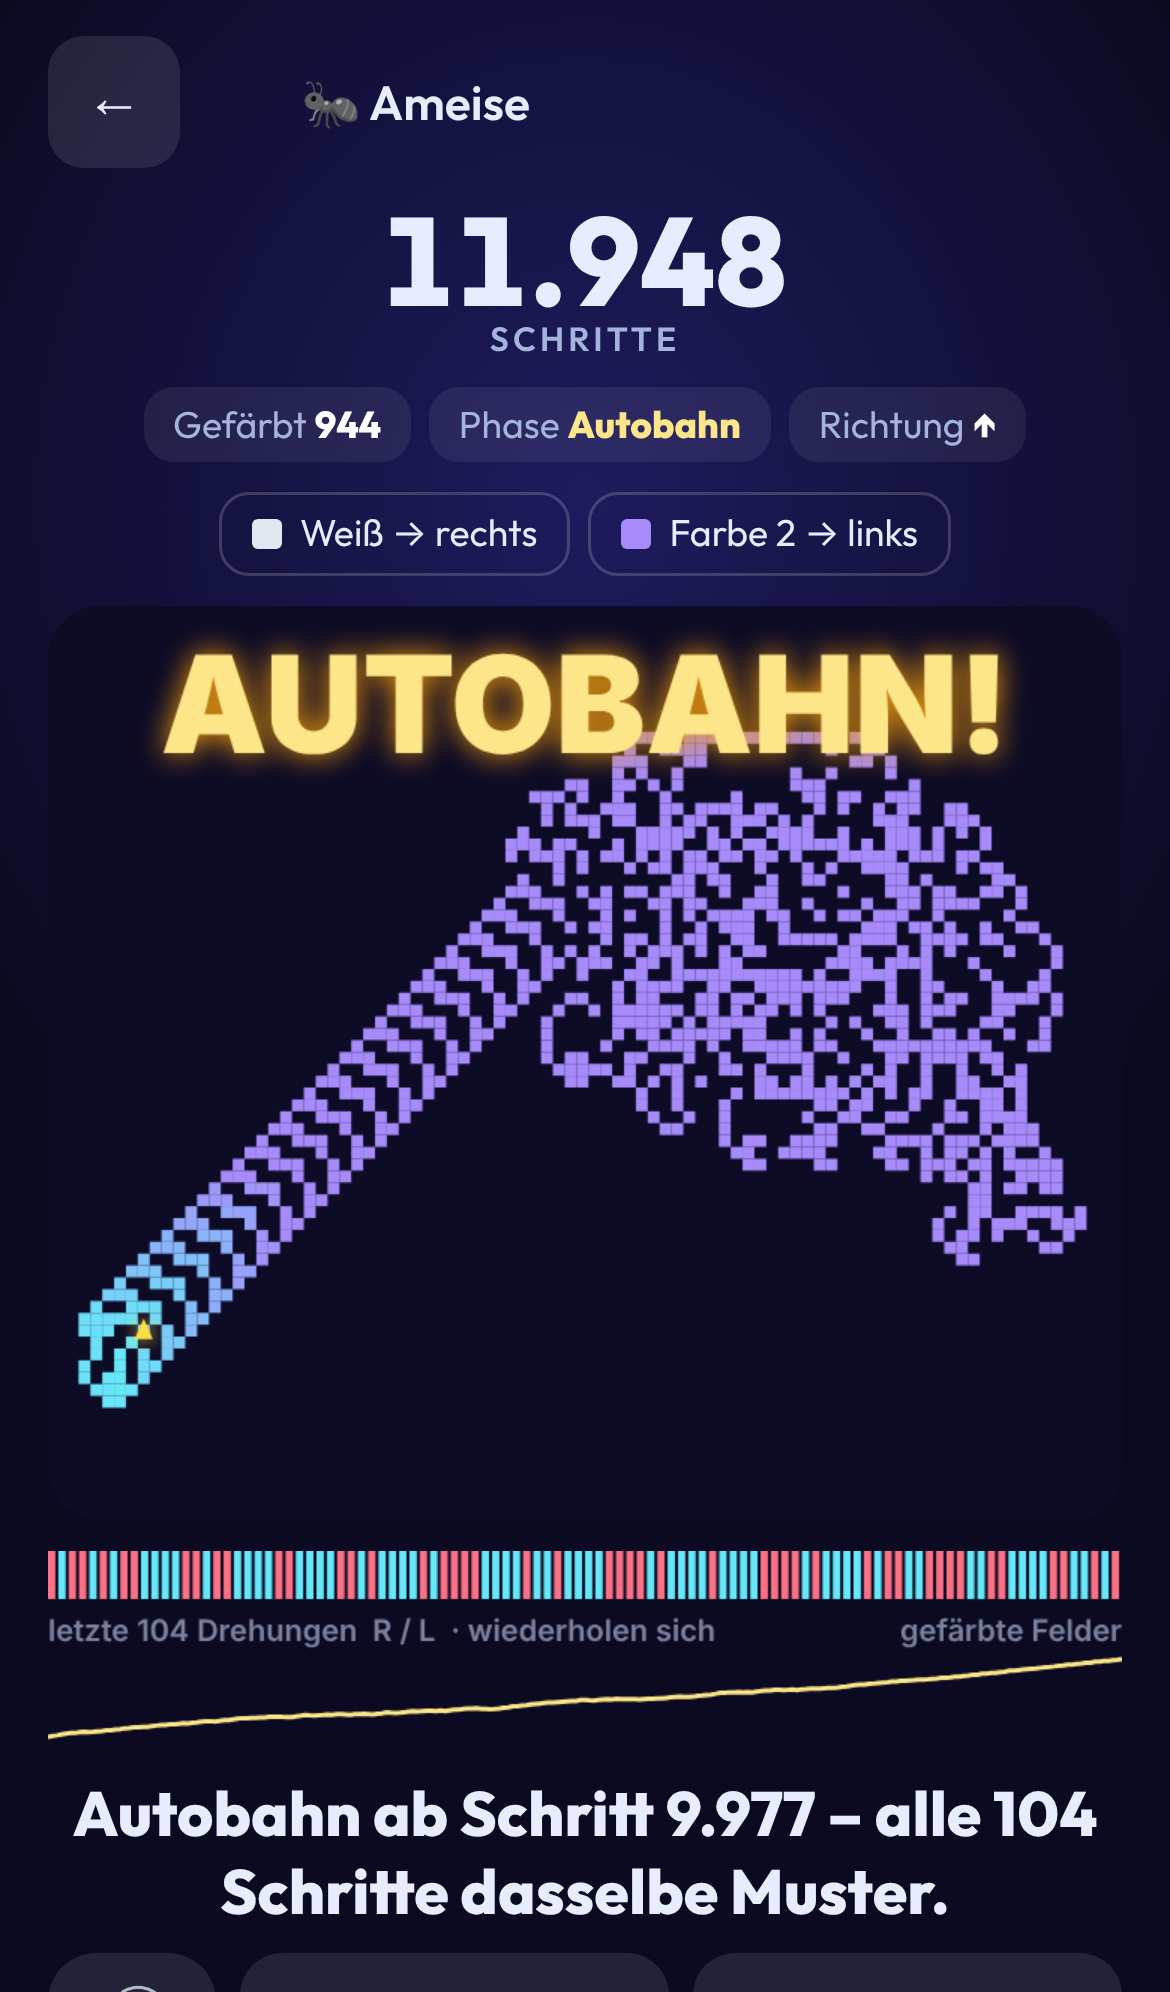 ← 🐜 Ameise
11.948
SCHRITTE
Gefärbt 944 Phase Autobahn Richtung ↑
Weiß → rechts Farbe 2 → links
AUTOBAHN!
letzte 104 Drehungen R / L · wiederholen sich gefärbte Felder
Autobahn ab Schritt 9.977 – alle 104
Schritte dasselbe Muster.